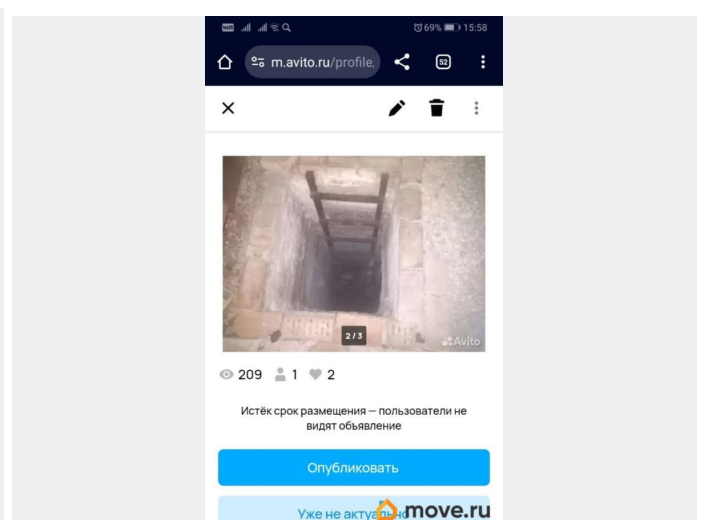 69% 15:58
m.avito.ru/profile. 52
2/3
Avito
209 1 2
Истёк срок размещения — пользователи не
видят объявление
Опубликовать
Уже не актуально
move.ru